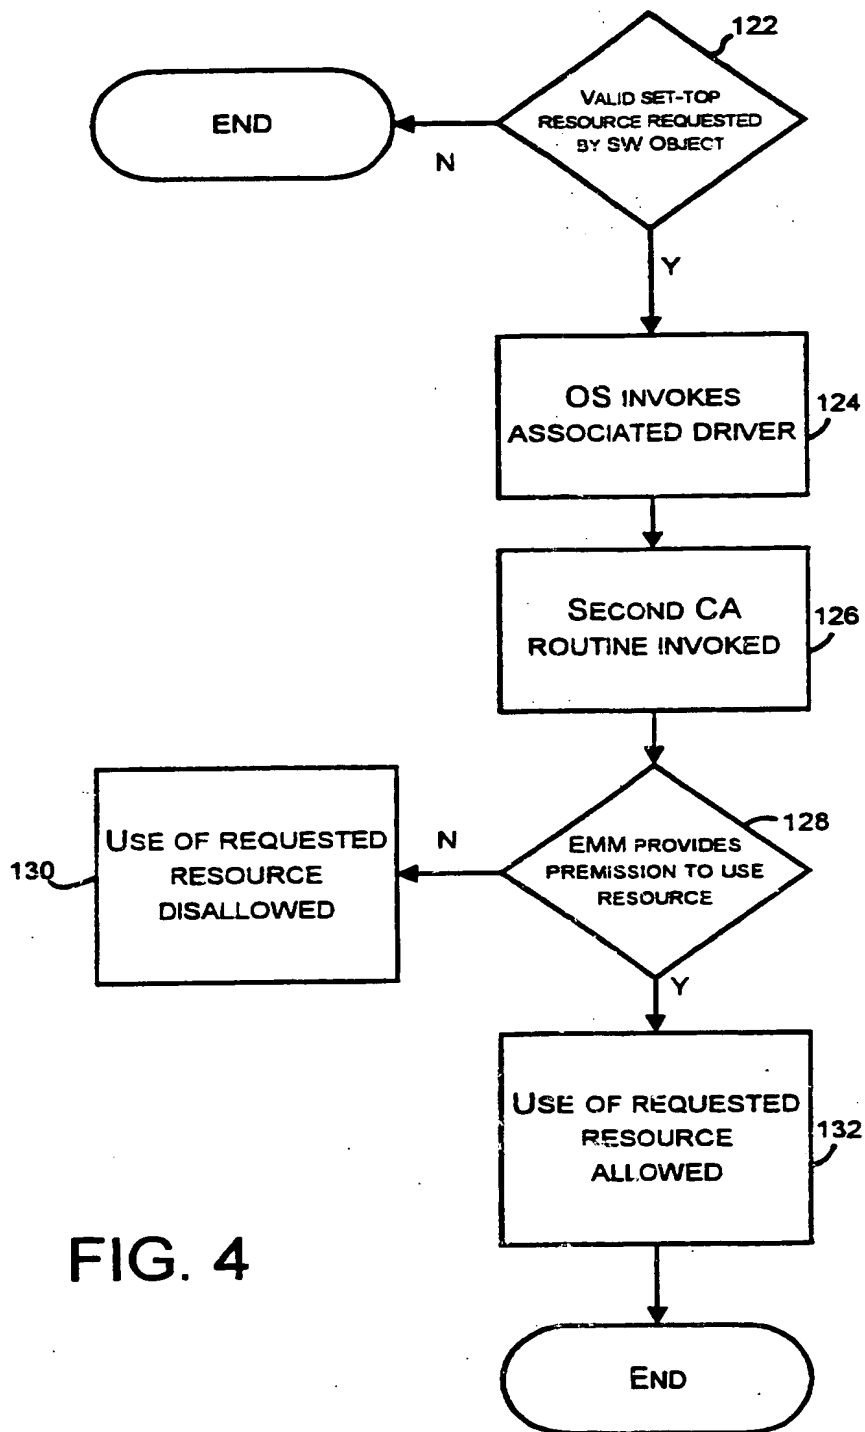 122
VALID SET-TOP
RESOURCE REQUESTED
BY SW OBJECT
END
N
Y
OS INVOKES
ASSOCIATED DRIVER
124
SECOND CA
ROUTINE INVOKED
126
EMM PROVIDES
PREMISSION TO USE
RESOURCE
128
N
USE OF REQUESTED
RESOURCE
DISALLOWED
130
Y
USE OF REQUESTED
RESOURCE
ALLOWED
132
FIG. 4
END